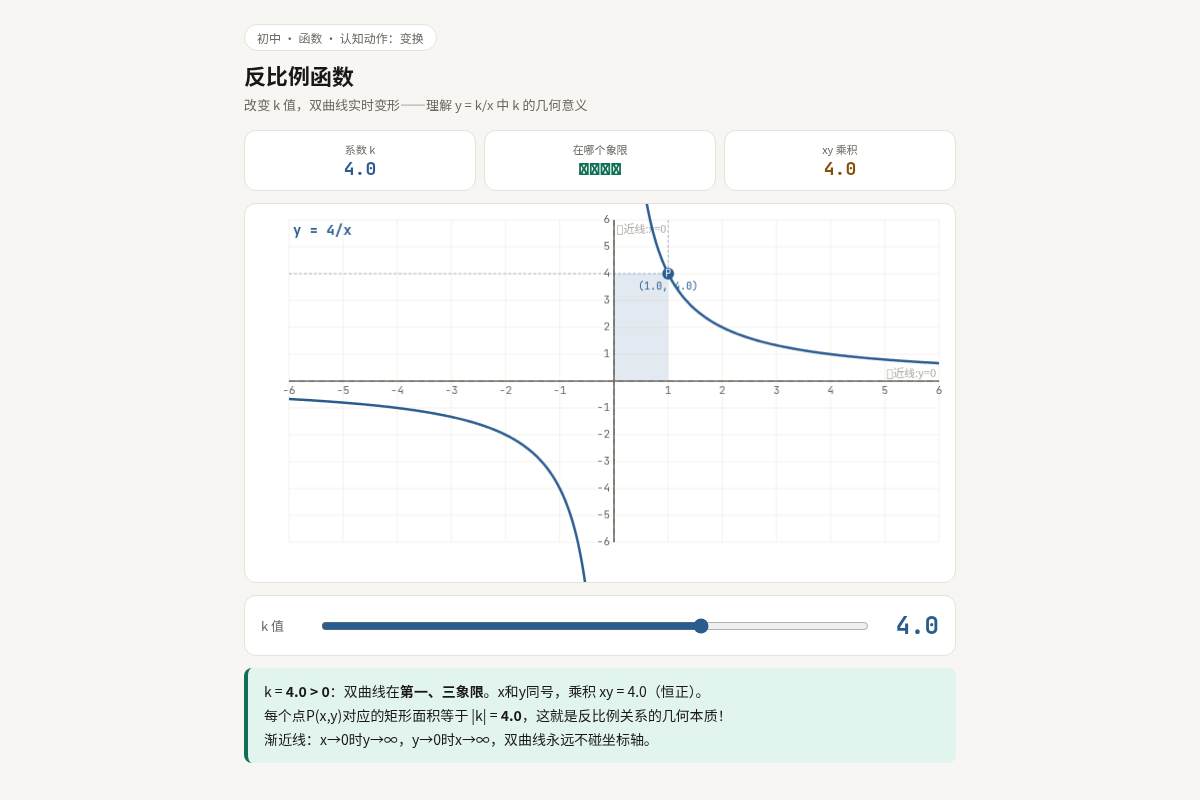 初中 · 函数 · 认知动作：变换
反比例函数
改变 k 值，双曲线实时变形——理解 y = k/x 中 k 的几何意义
系数 k
4.0
在哪个象限
xy 乘积
4.0
y = 4/x
近线:x=0
P
(1.0, 4.0)
近线:y=0
6
5
4
3
2
1
-6 -5 -4 -3 -2 -1 1 2 3 4 5 6
-1
-2
-3
-4
-5
-6
k 值
4.0
k = 4.0 > 0：双曲线在第一、三象限。x和y同号，乘积 xy = 4.0（恒正）。
每个点P(x,y)对应的矩形面积等于 |k| = 4.0，这就是反比例关系的几何本质！
渐近线：x→0时y→∞，y→0时x→∞，双曲线永远不碰坐标轴。